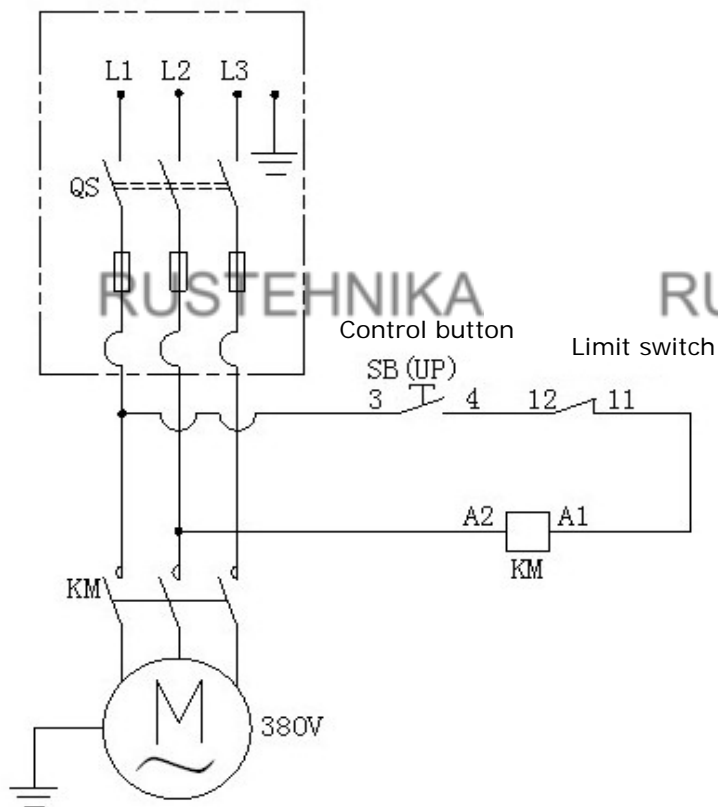 L1 L2 L3
QS
RUSTEHNIKA RU
Control button
Limit switch
SB(UP)
3 4 12 11
A2 A1
KM
KM
M
380V